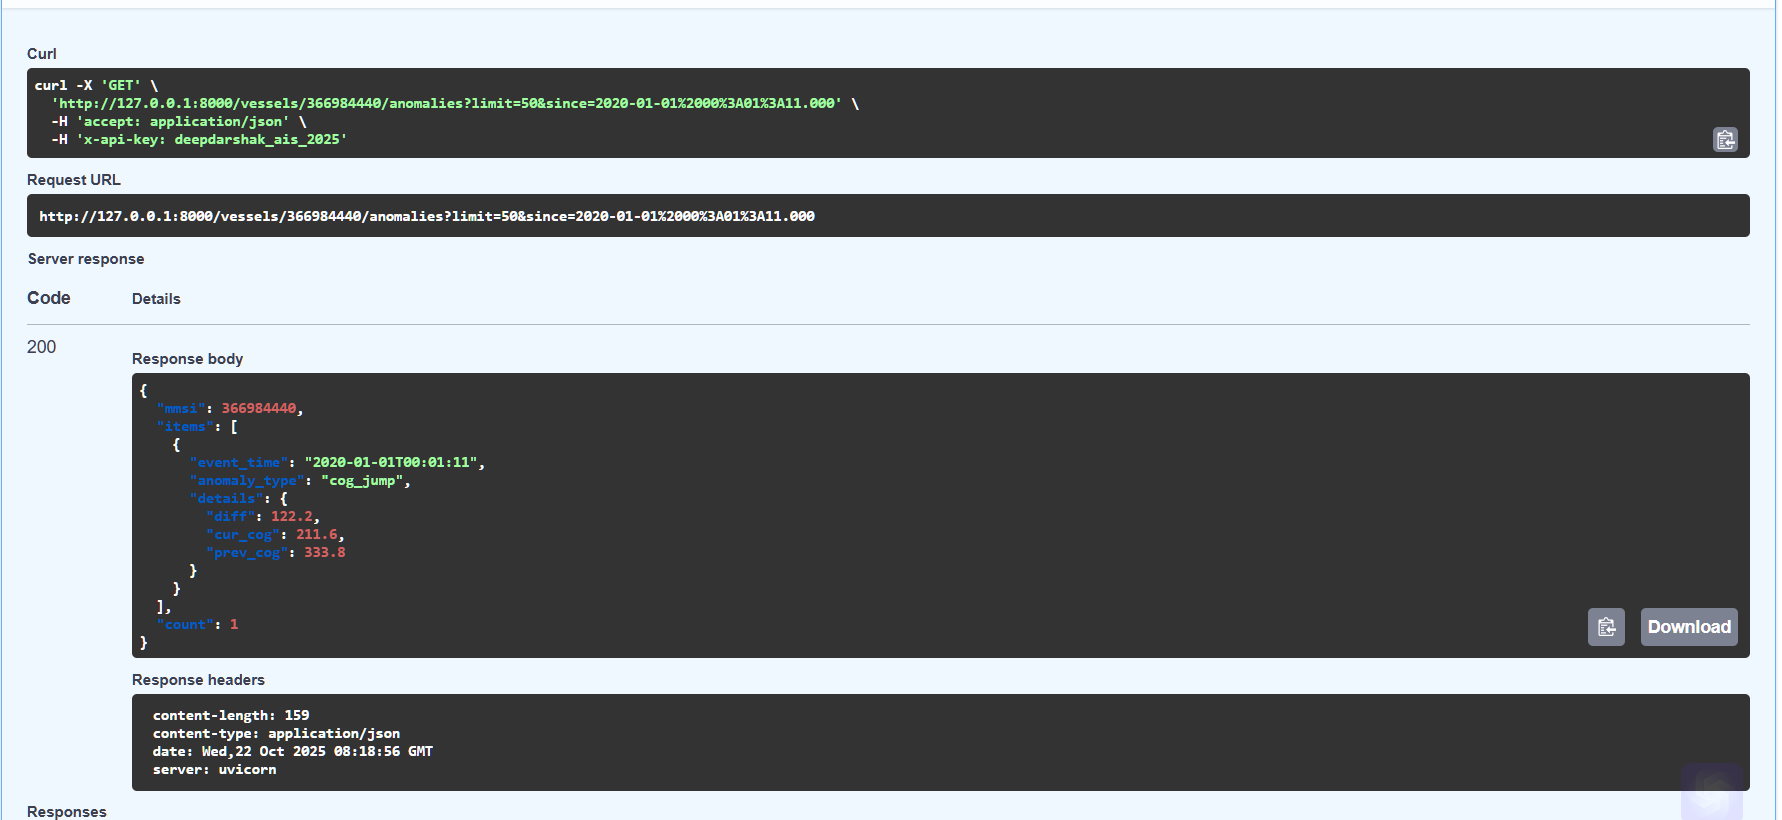 Curl
curl -X 'GET' \
'http://127.0.0.1:8000/vessels/366984440/anomalies?limit=50&since=2020-01-01%2000%3A01%3A11.000' \
-H 'accept: application/json' \
-H 'x-api-key: deepdarshak_ais_2025'
Request URL
http://127.0.0.1:8000/vessels/366984440/anomalies?limit=50&since=2020-01-01%2000%3A01%3A11.000
Server response
Code Details
200
Response body
{
"mmsi": 366984440,
"items": [
{
"event_time": "2020-01-01T00:01:11",
"anomaly_type": "cog_jump",
"details": {
"diff": 122.2,
"cur_cog": 211.6,
"prev_cog": 333.8
}
}
],
"count": 1
}
Download
Response headers
content-length: 159
content-type: application/json
date: Wed,22 Oct 2025 08:18:56 GMT
server: uvicorn
Responses